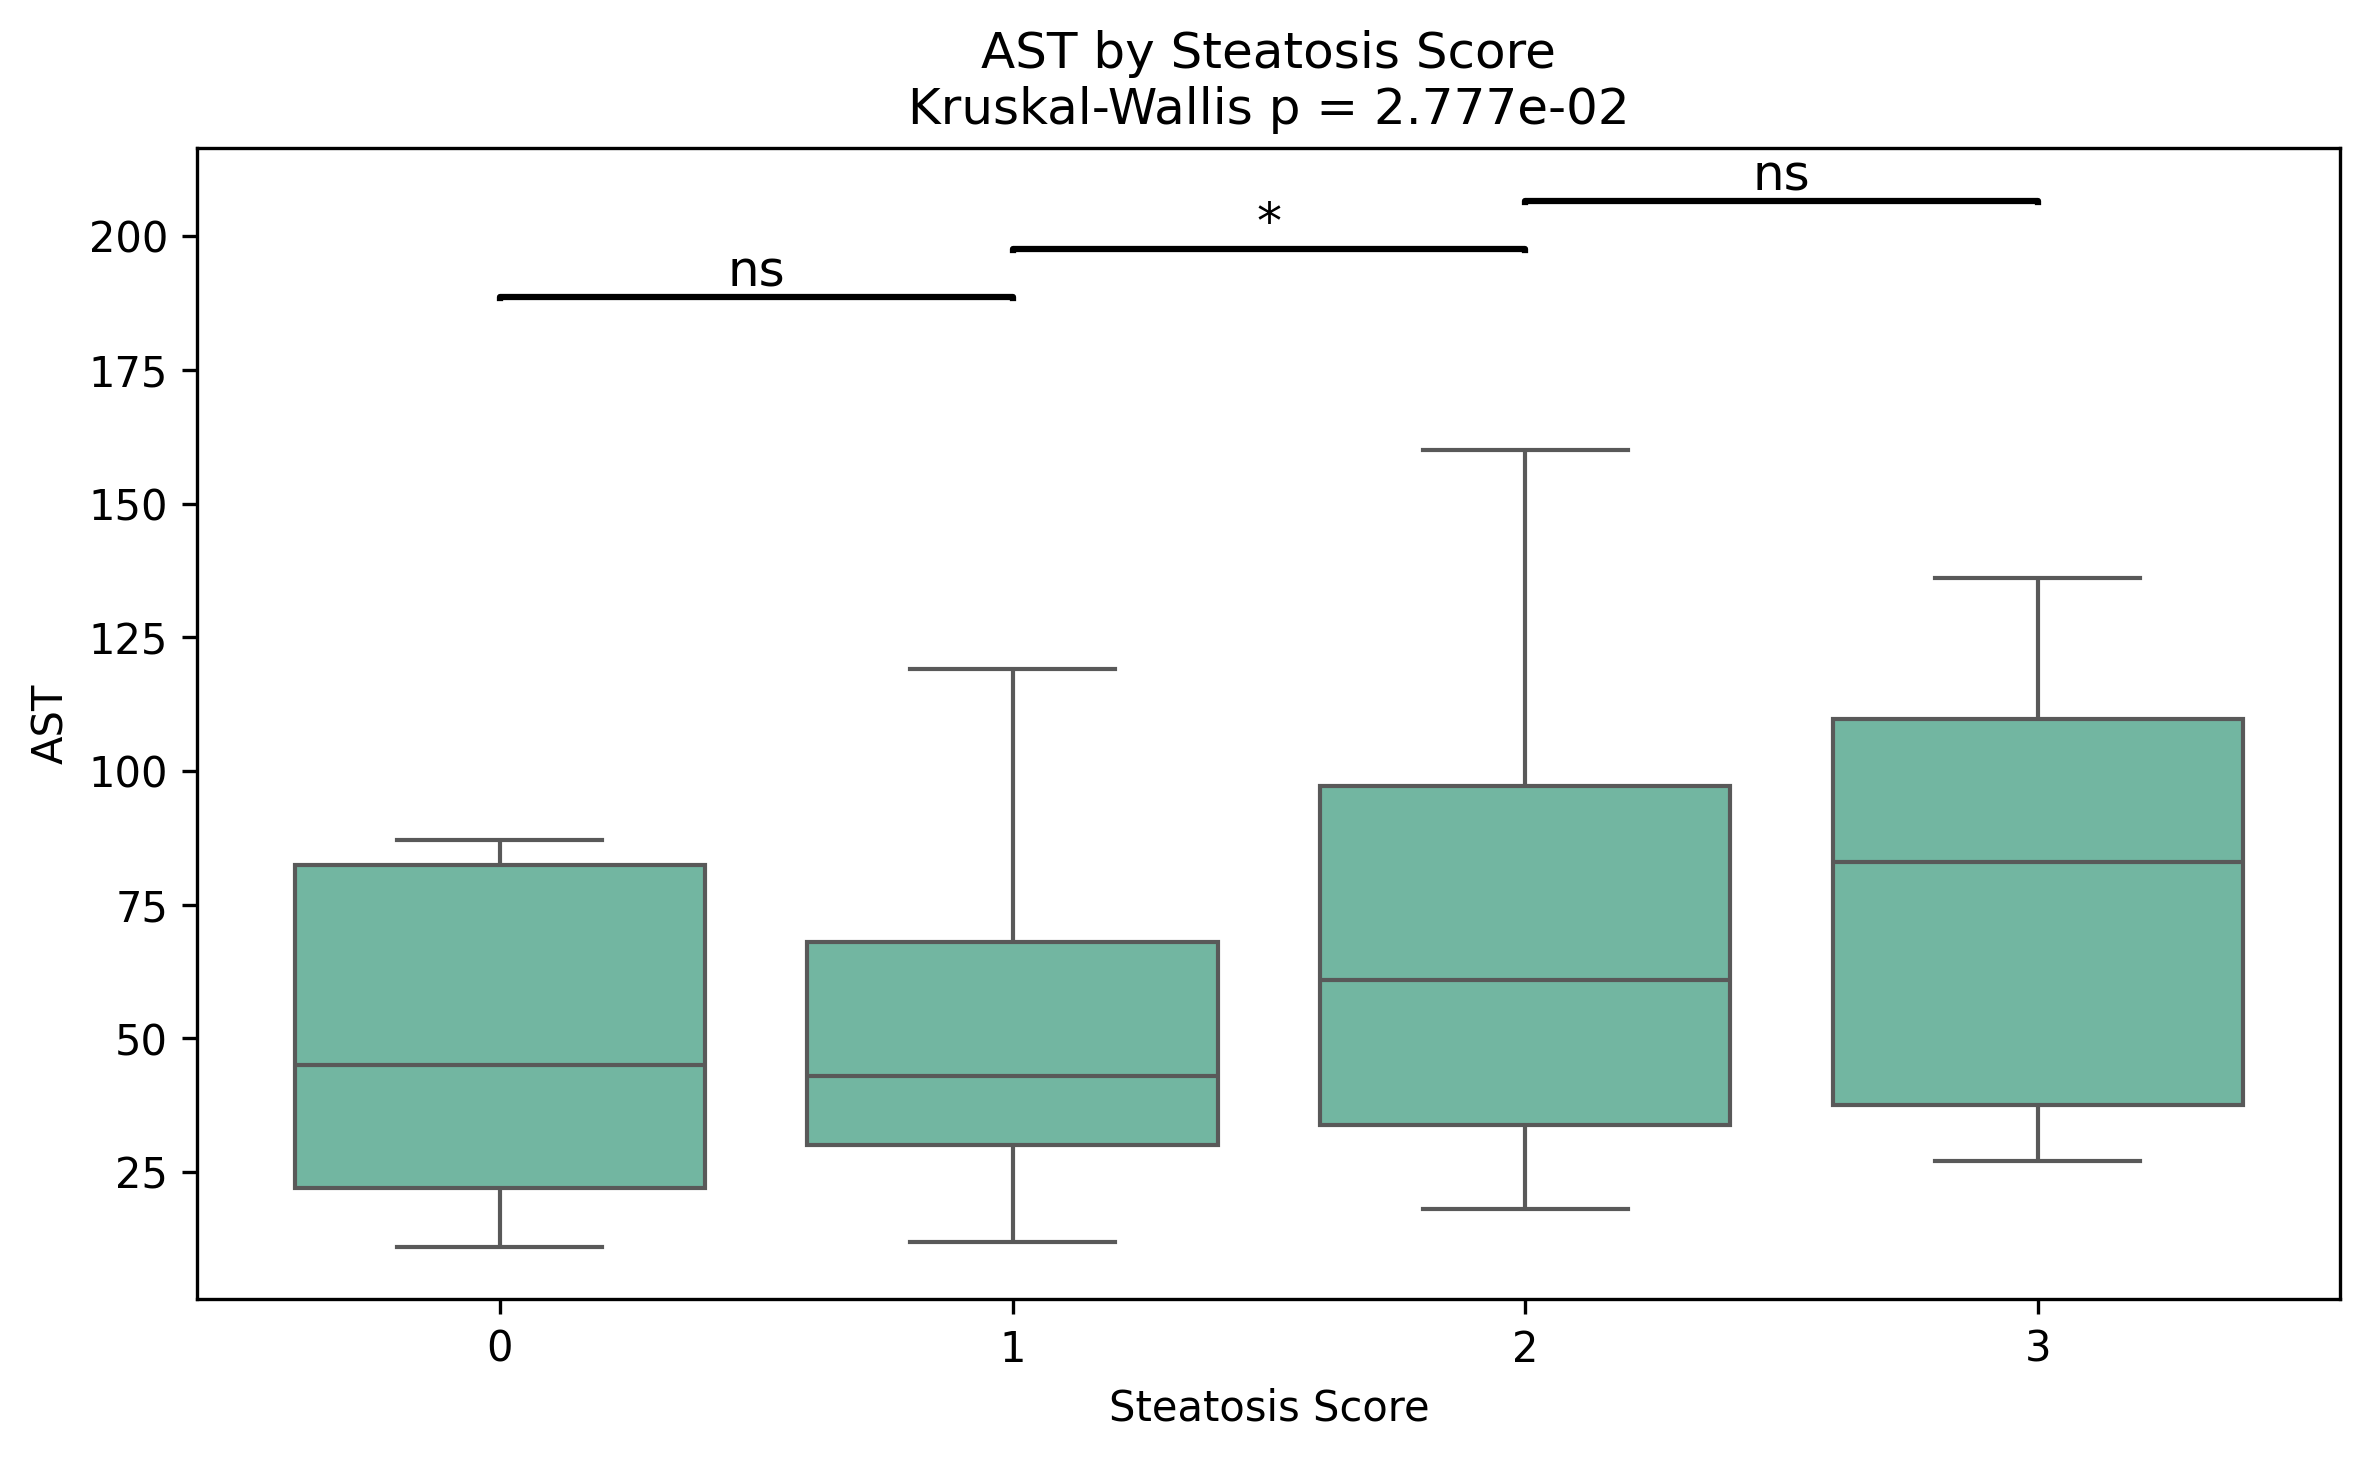 AST by Steatosis Score
Kruskal-Wallis p = 2.777e-02
ns
*
ns
200
175
150
125
100
75
50
25
AST
0 1 2 3
Steatosis Score